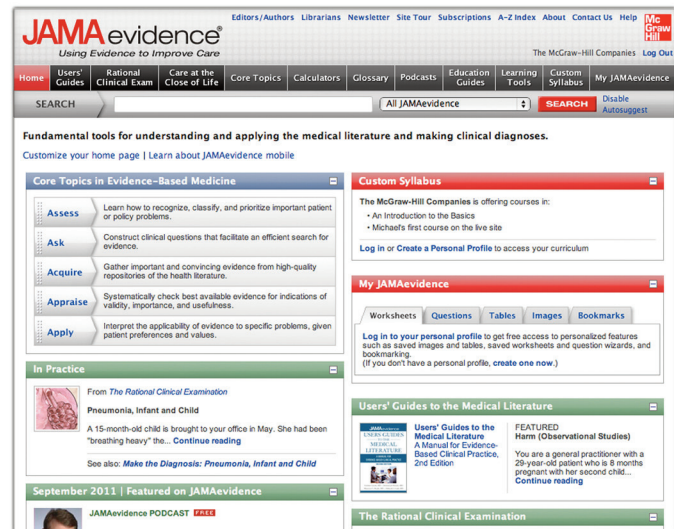 Editors/Authors Librarians Newsletter Site Tour Subscriptions A-Z Index About Contact Us Help
Mc
Graw
Hill
JAMAevidence®
Using Evidence to Improve Care
The McGraw-Hill Companies Log Out
Home
Users' Guides
Rational Clinical Exam
Care at the Close of Life
Core Topics
Calculators
Glossary
Podcasts
Education Guides
Learning Tools
Custom Syllabus
My JAMAevidence
SEARCH
All JAMAevidence
SEARCH
Disable
Autosuggest
Fundamental tools for understanding and applying the medical literature and making clinical diagnoses.
Customize your home page | Learn about JAMAevidence mobile
Core Topics in Evidence-Based Medicine
Assess
Learn how to recognize, classify, and prioritize important patient
or policy problems.
Ask
Construct clinical questions that facilitate an efficient search for
evidence.
Acquire
Gather important and convincing evidence from high-quality
repositories of the health literature.
Appraise
Systematically check best available evidence for indications of
validity, importance, and usefulness.
Apply
Interpret the applicability of evidence to specific problems, given
patient preferences and values.
In Practice
From The Rational Clinical Examination
Pneumonia, Infant and Child
A 15-month-old child is brought to your office in May. She had been
"breathing heavy" the... Continue reading
See also: Make the Diagnosis: Pneumonia, Infant and Child
September 2011 | Featured on JAMAevidence
JAMAevidence PODCAST FREE
Custom Syllabus
The McGraw-Hill Companies is offering courses in:
• An Introduction to the Basics
• Michael's first course on the live site
Log in or Create a Personal Profile to access your curriculum
My JAMAevidence
Worksheets Questions Tables Images Bookmarks
Log in to your personal profile to get free access to personalized features
such as saved images and tables, saved worksheets and question wizards, and
bookmarking.
(If you don't have a personal profile, create one now.)
Users' Guides to the Medical Literature
JAMAevidence
USERS' GUIDES
TO THE
MEDICAL
LITERATURE
Users' Guides to the
Medical Literature
A Manual for Evidence-
Based Clinical Practice,
2nd Edition
FEATURED
Harm (Observational Studies)
You are a general practitioner with a
29-year-old patient who is 8 months
pregnant with her second child...
Continue reading
The Rational Clinical Examination